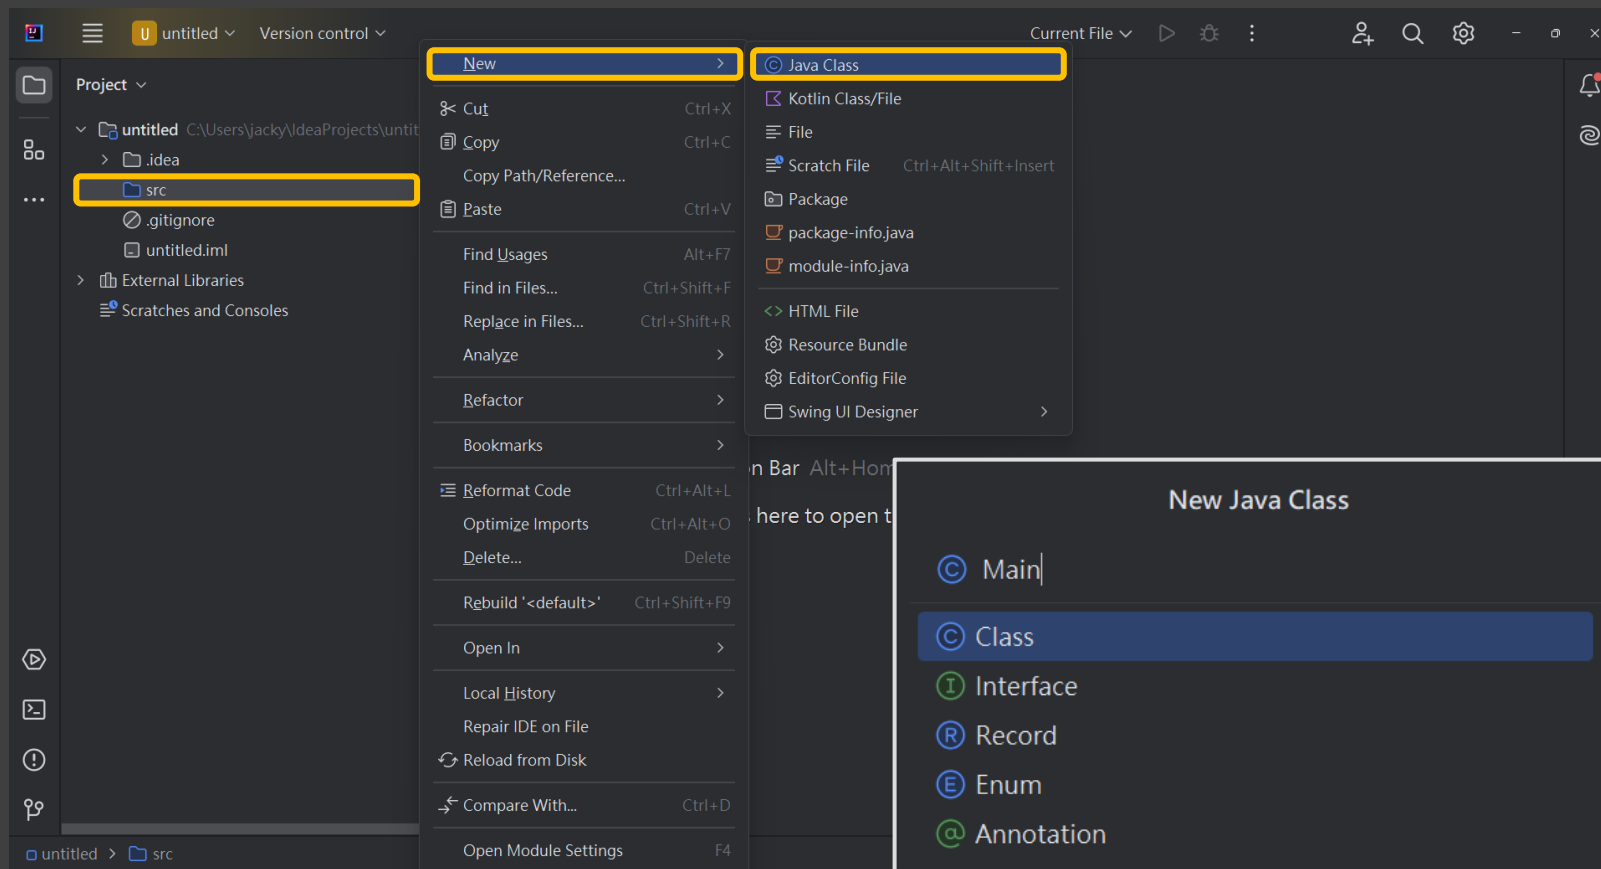 U untitled Version control Current File
Project
untitled C:\Users\jacky\IdeaProjects\untit
.idea
src
.gitignore
untitled.iml
External Libraries
Scratches and Consoles
New
Cut Ctrl+X
Copy Ctrl+C
Copy Path/Reference...
Paste Ctrl+V
Find Usages Alt+F7
Find in Files... Ctrl+Shift+F
Replace in Files... Ctrl+Shift+R
Analyze
Refactor
Bookmarks
Reformat Code Ctrl+Alt+L
Optimize Imports Ctrl+Alt+O
Delete... Delete
Rebuild '<default>' Ctrl+Shift+F9
Open In
Local History
Repair IDE on File
Reload from Disk
Compare With... Ctrl+D
Open Module Settings F4
Java Class
Kotlin Class/File
File
Scratch File Ctrl+Alt+Shift+Insert
Package
package-info.java
module-info.java
HTML File
Resource Bundle
EditorConfig File
Swing UI Designer
n Bar Alt+Hom
here to open t
New Java Class
C Main
C Class
I Interface
R Record
E Enum
@ Annotation
untitled > src